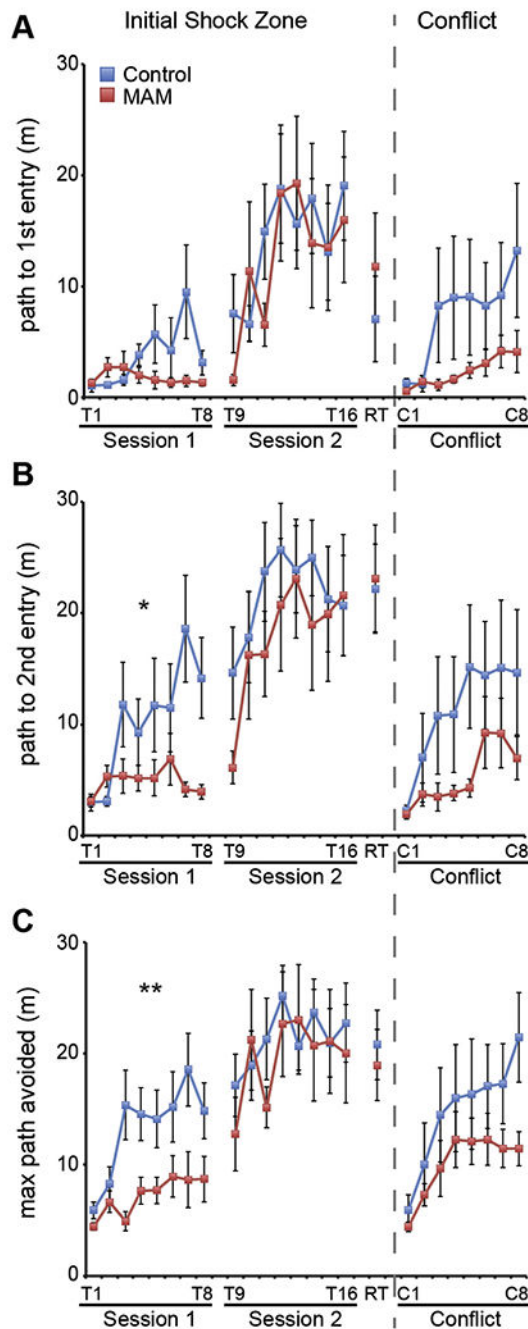 A
Initial Shock Zone
Conflict
Control
MAM
path to 1st entry (m)
30
20
10
0
T1 T8 T9 T16 RT C1 C8
Session 1 Session 2 Conflict
B
path to 2nd entry (m)
30
20
10
0
*
T1 T8 T9 T16 RT C1 C8
Session 1 Session 2 Conflict
C
max path avoided (m)
30
20
10
0
**
T1 T8 T9 T16 RT C1 C8
Session 1 Session 2 Conflict